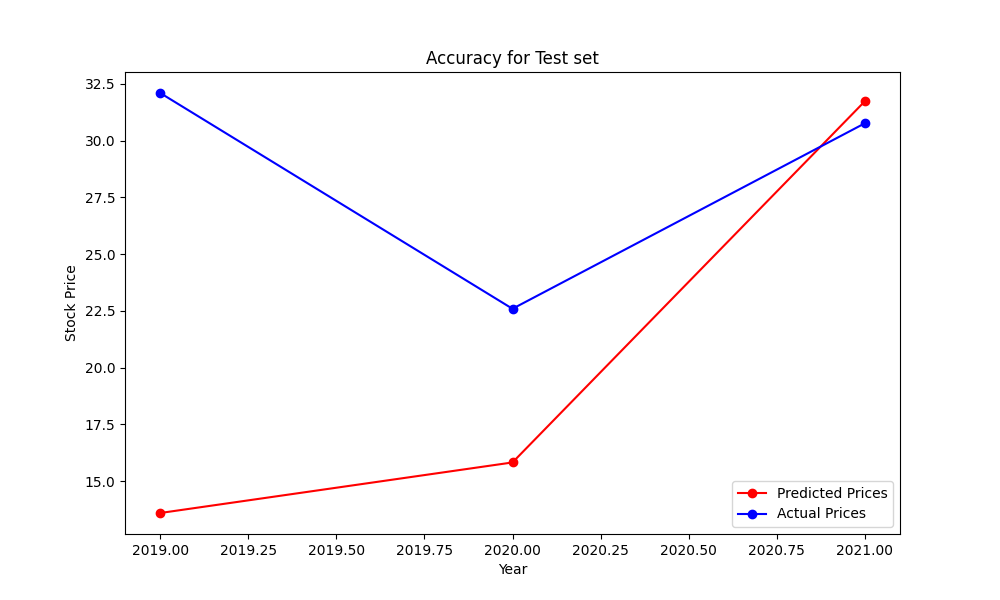 Accuracy for Test set
32.5
30.0
27.5
25.0
22.5
20.0
17.5
15.0
Stock Price
Predicted Prices
Actual Prices
2019.00 2019.25 2019.50 2019.75 2020.00 2020.25 2020.50 2020.75 2021.00
Year